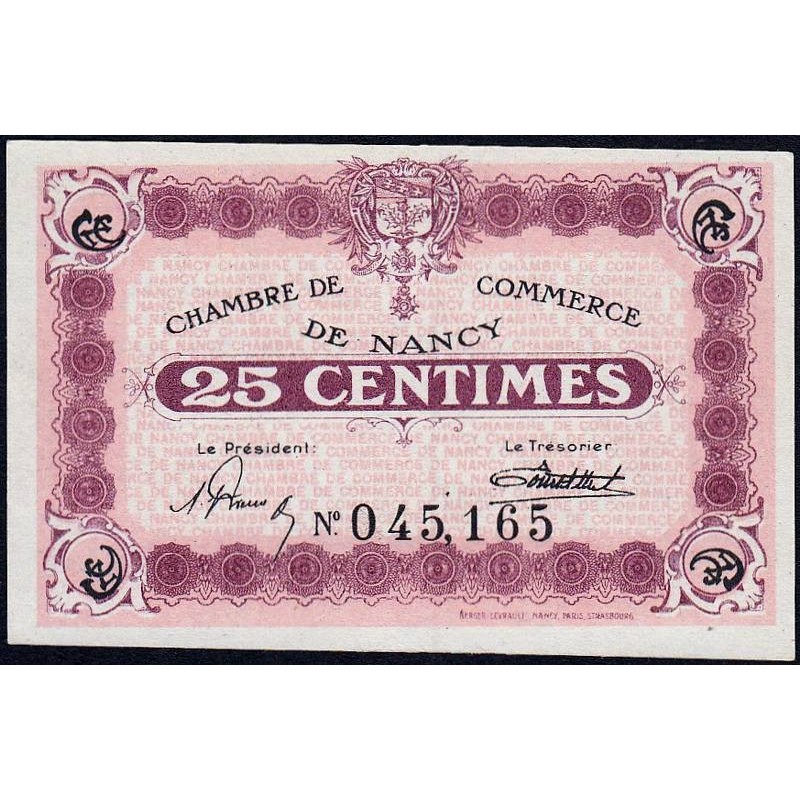 CHAMBRE DE COMMERCE
DE NANCY
25 CENTIMES
Le Président: Le Trésorier:
Nº 045,165
BERGER-LEVRAULT, NANCY, PARIS, STRASBOURG